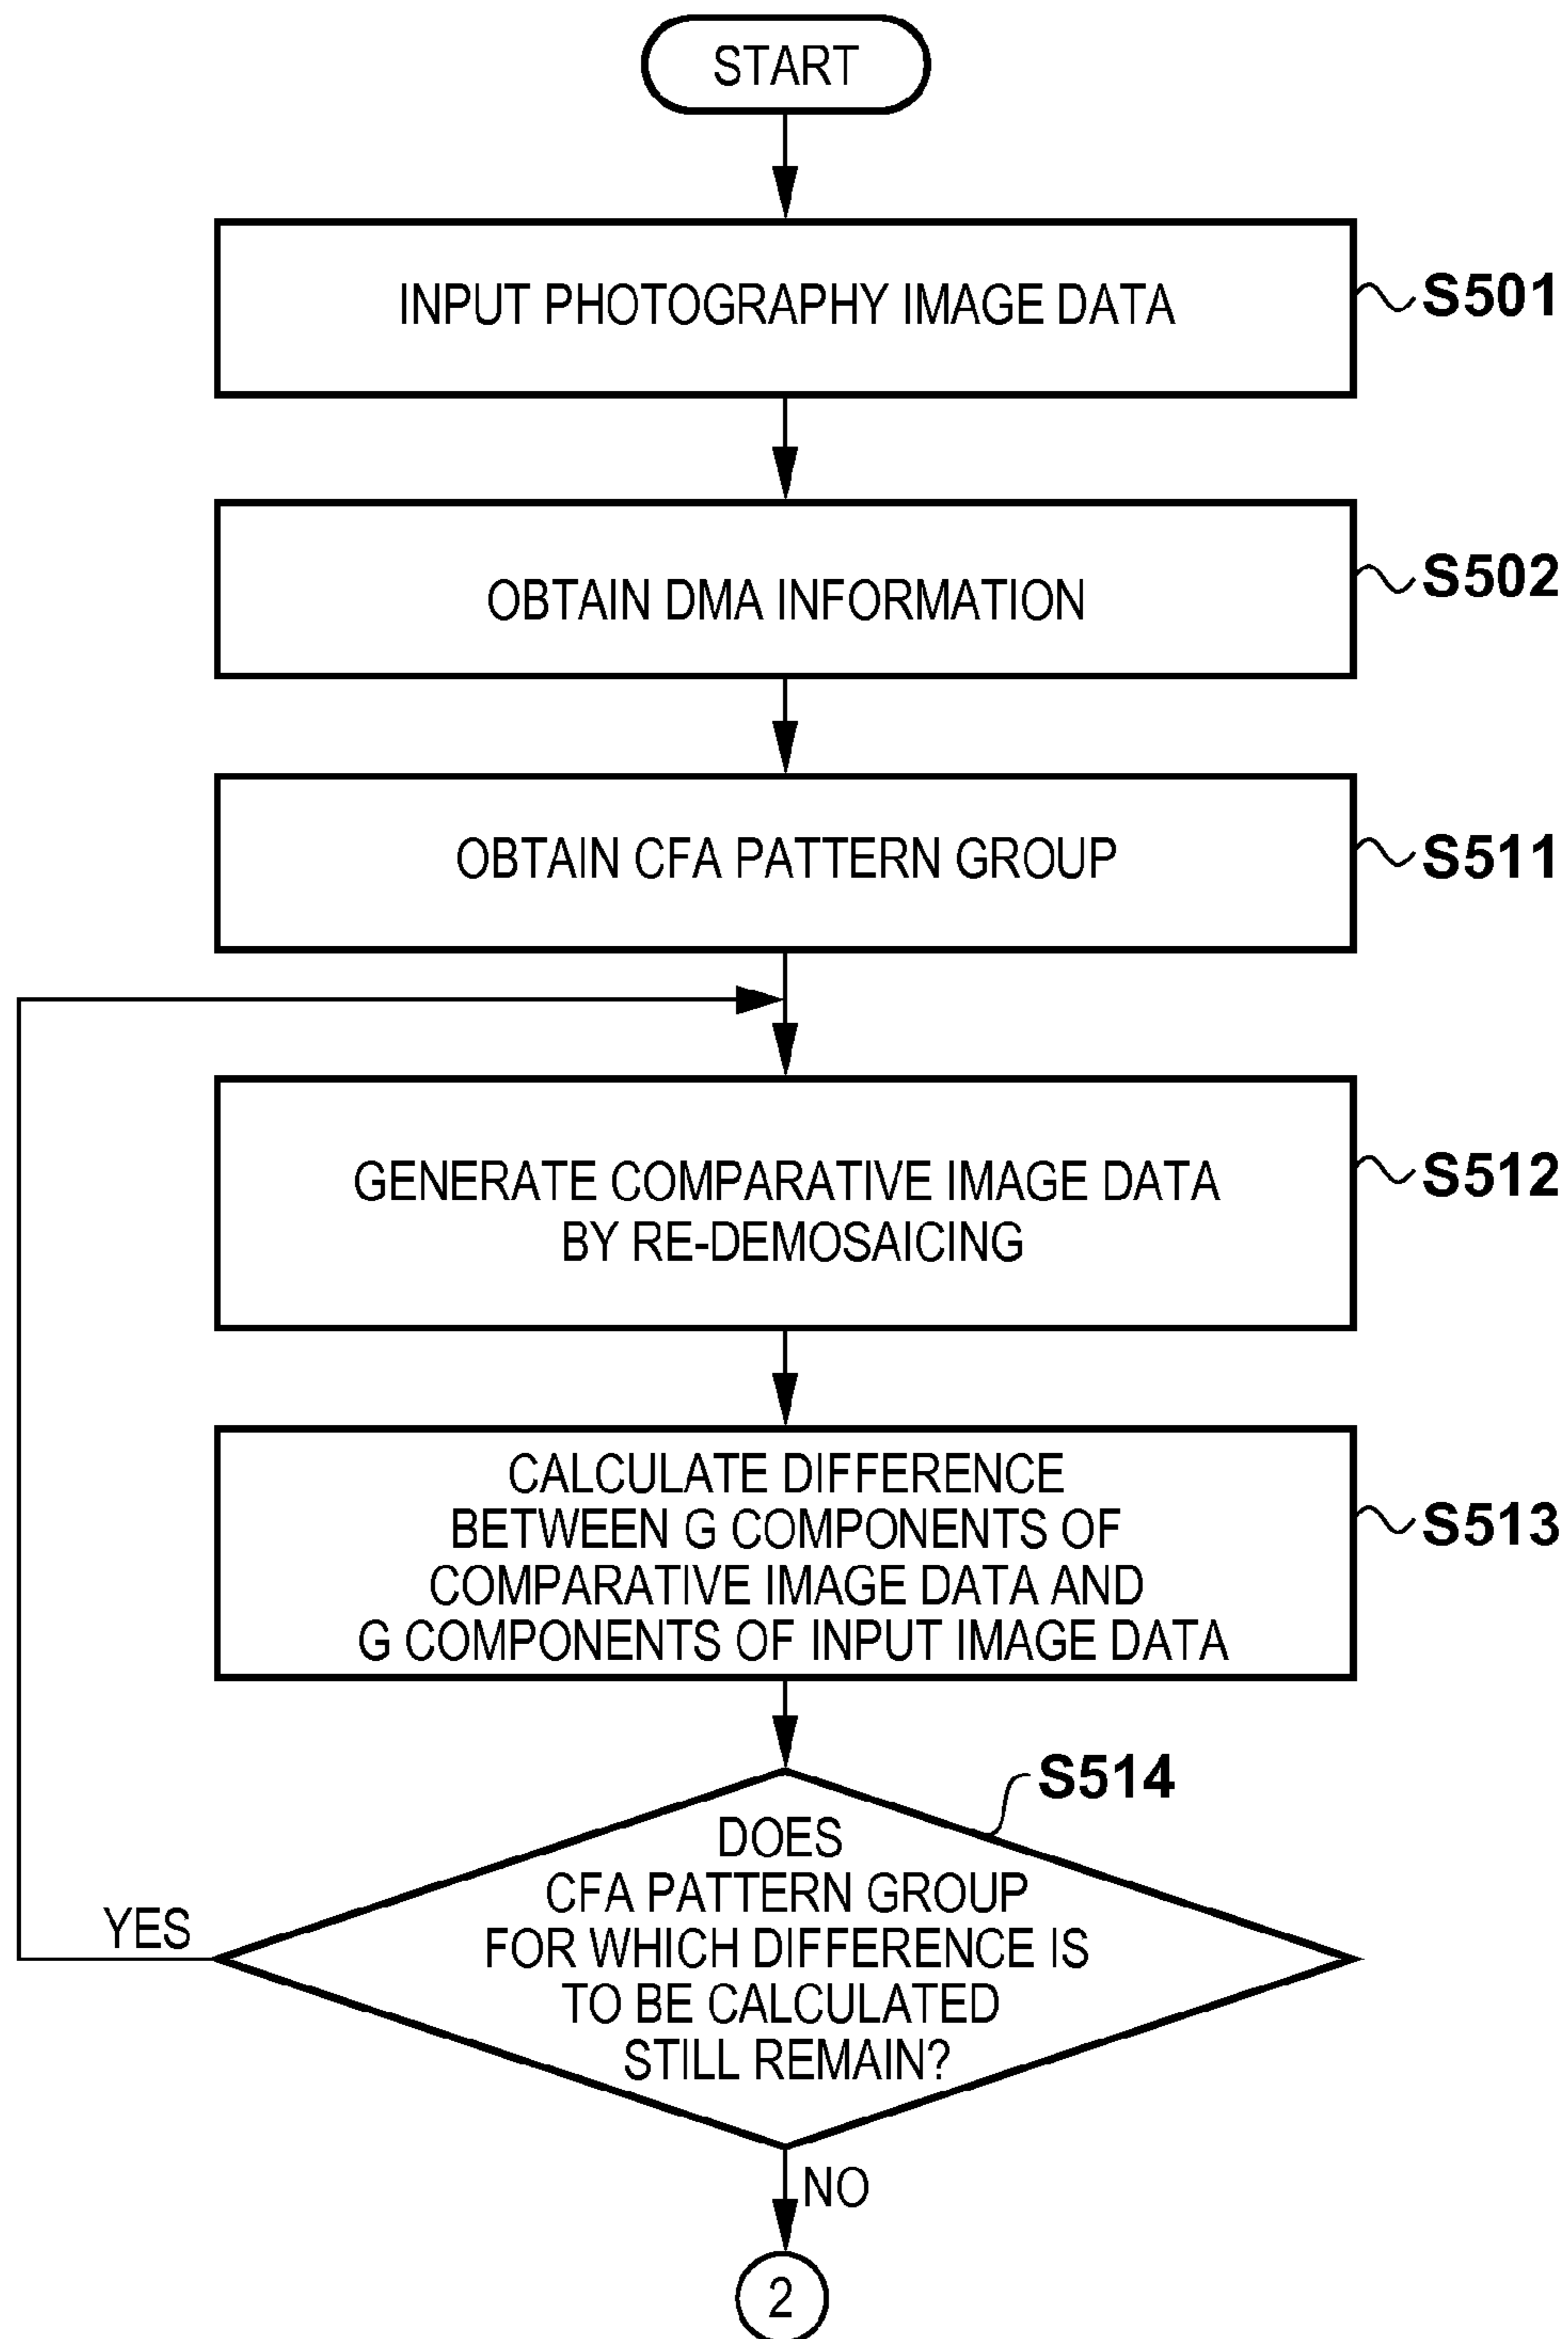 START
INPUT PHOTOGRAPHY IMAGE DATA
S501
OBTAIN DMA INFORMATION
S502
OBTAIN CFA PATTERN GROUP
S511
GENERATE COMPARATIVE IMAGE DATA
BY RE-DEMOSAICING
S512
CALCULATE DIFFERENCE
BETWEEN G COMPONENTS OF
COMPARATIVE IMAGE DATA AND
G COMPONENTS OF INPUT IMAGE DATA
S513
S514
DOES
CFA PATTERN GROUP
FOR WHICH DIFFERENCE IS
TO BE CALCULATED
STILL REMAIN?
YES
NO
2